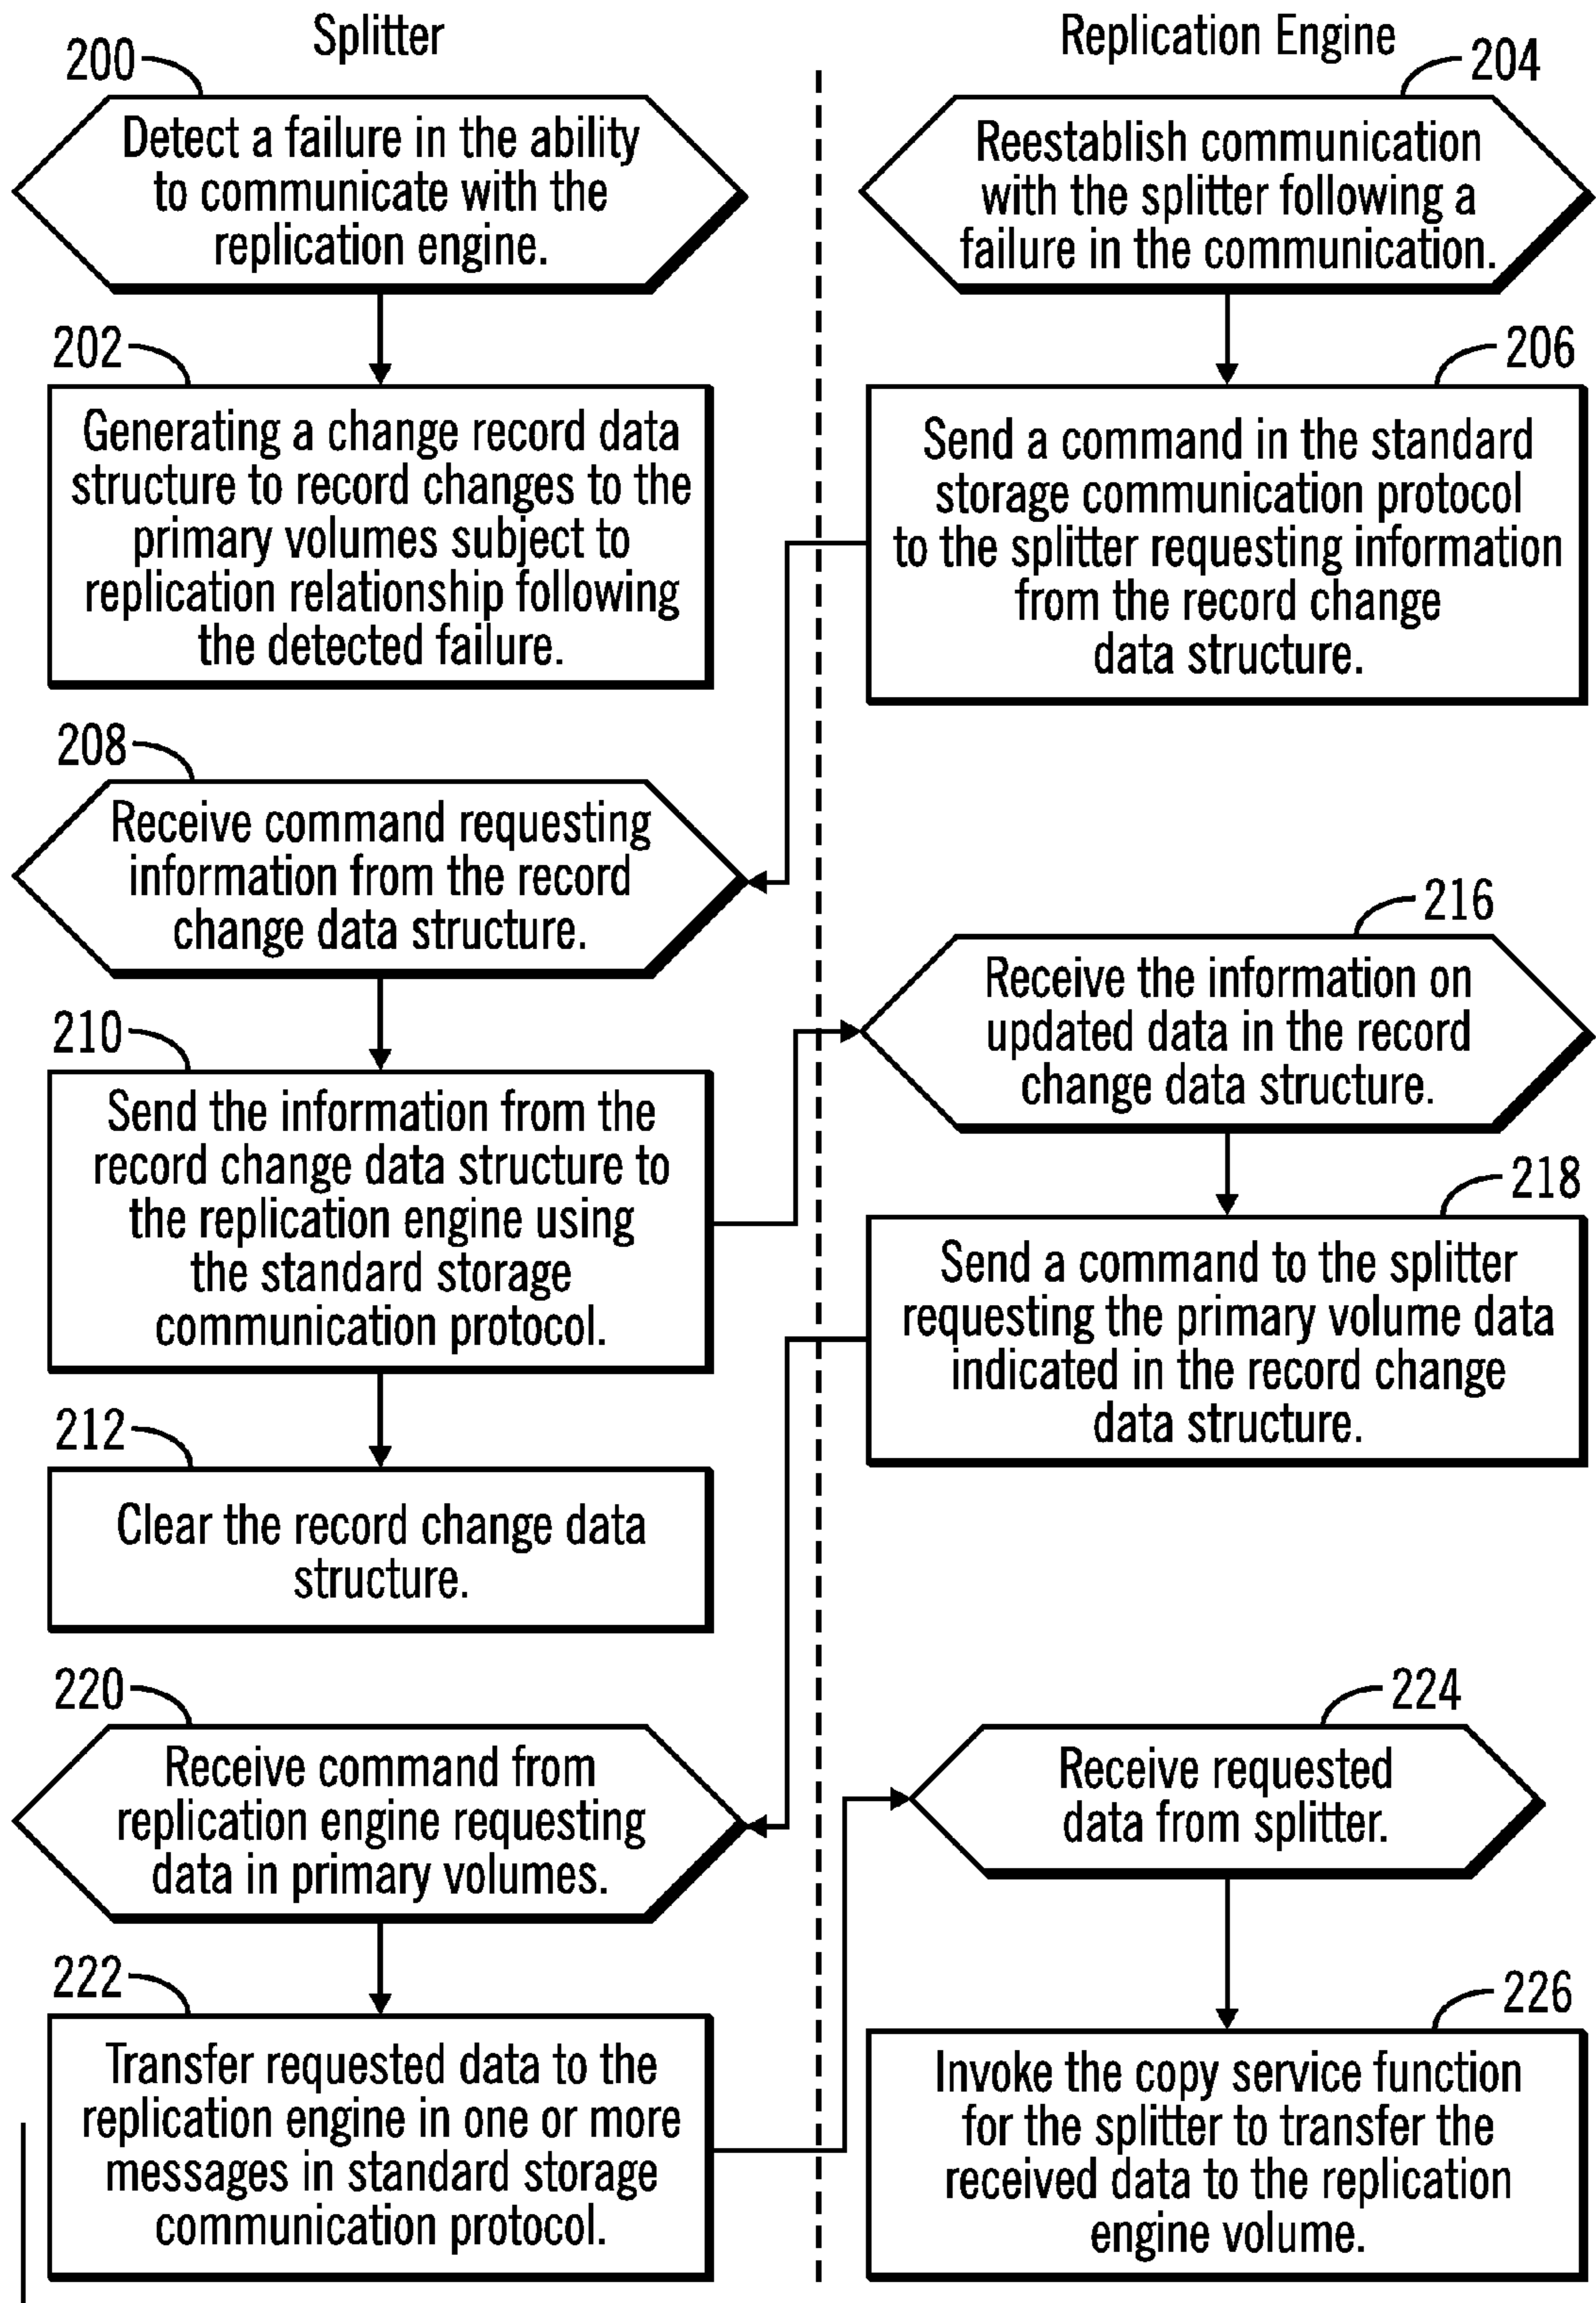 Splitter
Replication Engine
200
Detect a failure in the ability
to communicate with the
replication engine.
204
Reestablish communication
with the splitter following a
failure in the communication.
202
Generating a change record data
structure to record changes to the
primary volumes subject to
replication relationship following
the detected failure.
206
Send a command in the standard
storage communication protocol
to the splitter requesting information
from the record change
data structure.
208
Receive command requesting
information from the record
change data structure.
210
Send the information from the
record change data structure to
the replication engine using
the standard storage
communication protocol.
216
Receive the information on
updated data in the record
change data structure.
218
Send a command to the splitter
requesting the primary volume data
indicated in the record change
data structure.
212
Clear the record change data
structure.
220
Receive command from
replication engine requesting
data in primary volumes.
224
Receive requested
data from splitter.
222
Transfer requested data to the
replication engine in one or more
messages in standard storage
communication protocol.
226
Invoke the copy service function
for the splitter to transfer the
received data to the replication
engine volume.